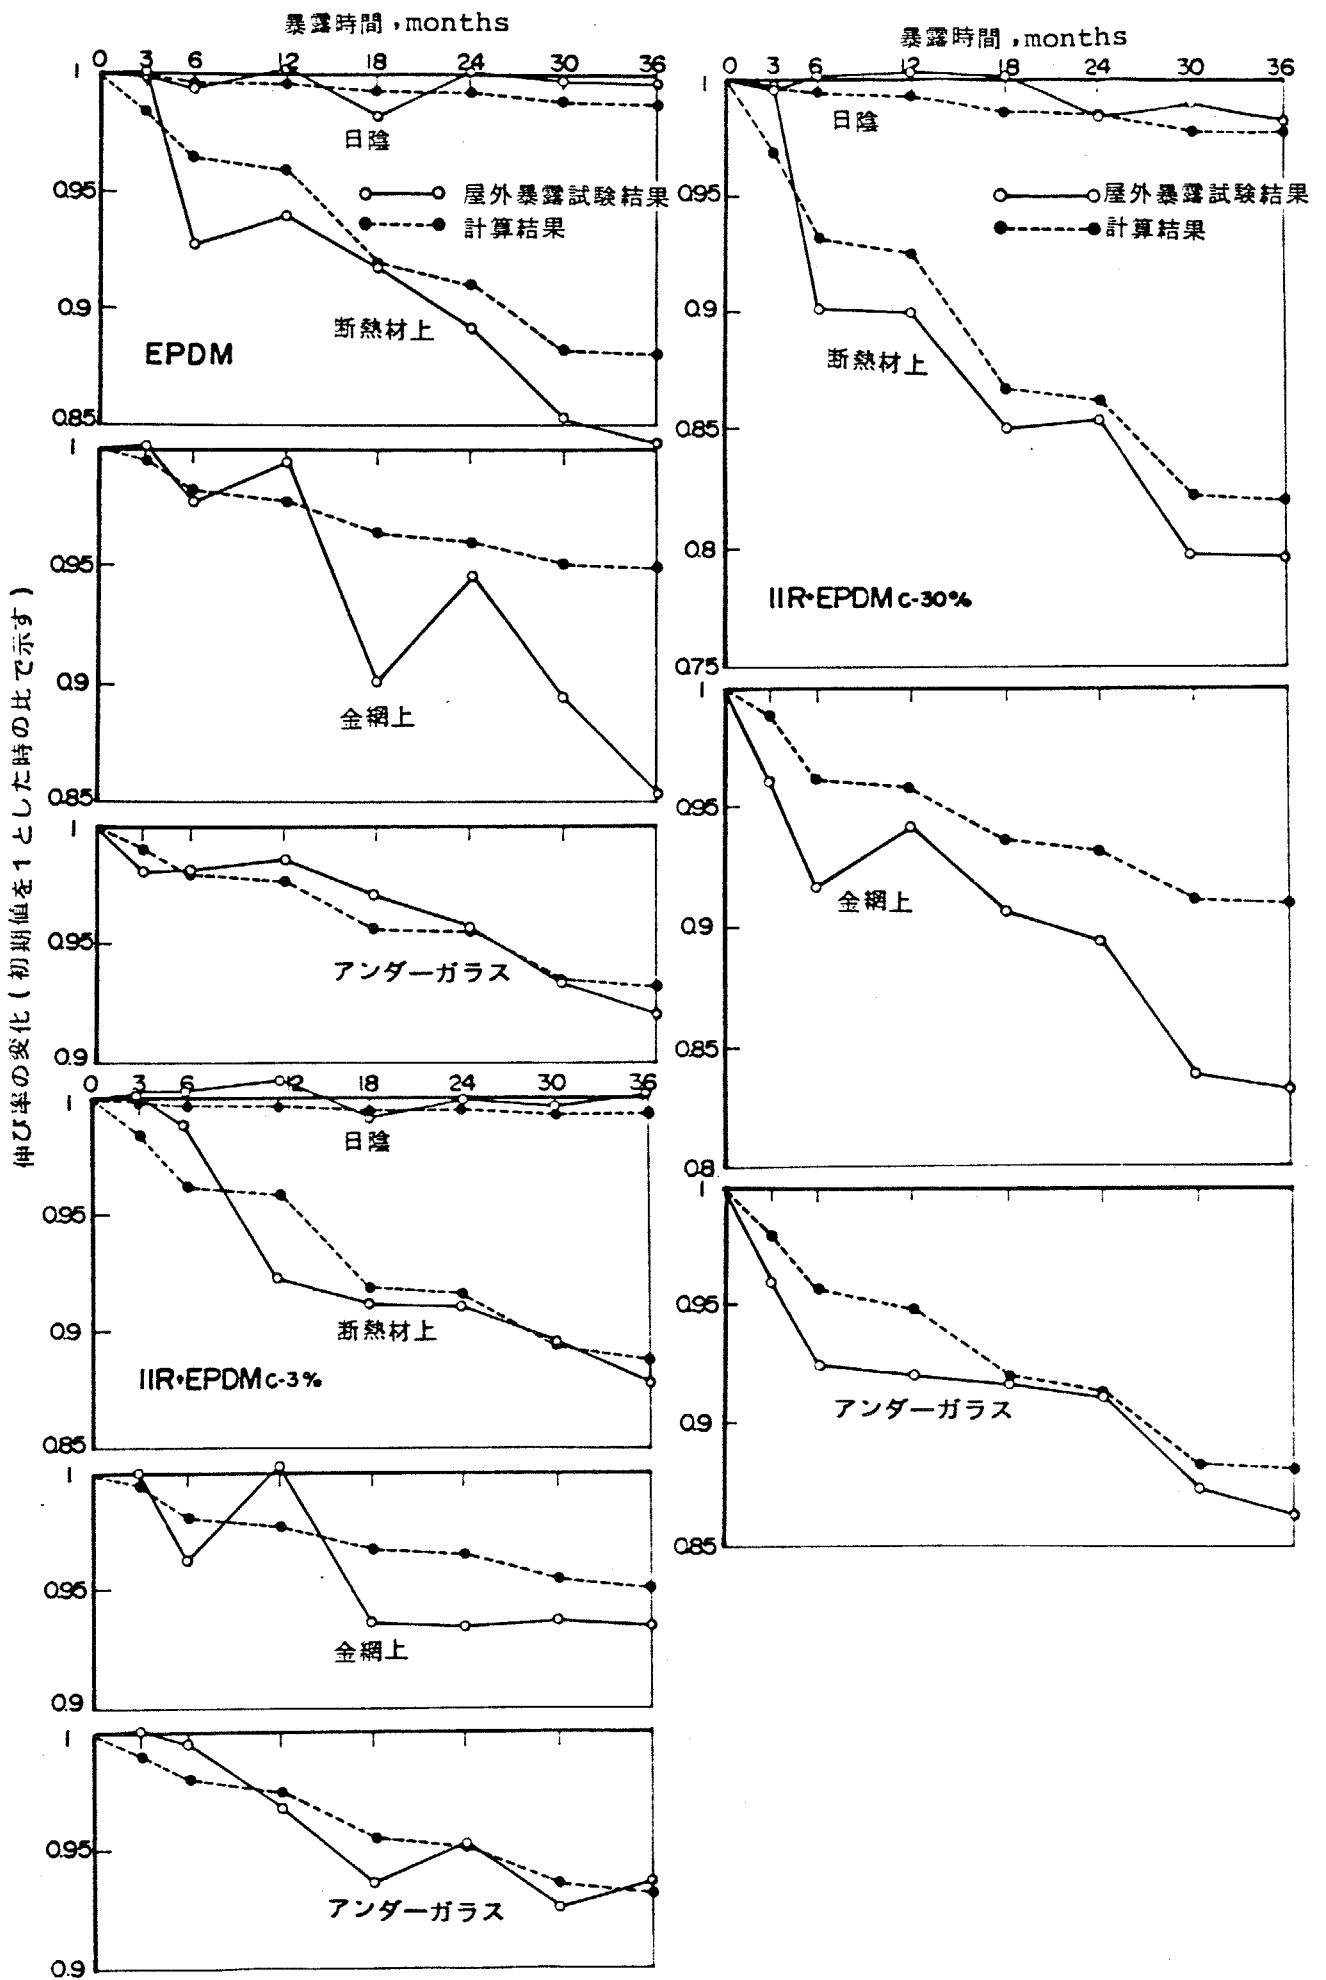 暴露時間,months
0 3 6 12 18 24 30 36
1
日陰
0.95
屋外暴露試験結果
計算結果
0.9
断熱材上
EPDM
0.85
1
0.95
0.9
金網上
0.85
1
0.95
アンダーガラス
0.9
0 3 6 12 18 24 30 36
1
日陰
0.95
断熱材上
0.9
IIR・EPDM C-3%
0.85
1
0.95
金網上
0.9
1
0.95
アンダーガラス
0.9
伸び率の変化(初期値を1とした時の比で示す)
暴露時間,months
0 3 6 12 18 24 30 36
1
日陰
0.95
屋外暴露試験結果
計算結果
0.9
断熱材上
0.85
0.8
IIR・EPDM C-30%
0.75
1
0.95
金網上
0.9
0.85
0.8
1
0.95
アンダーガラス
0.9
0.85